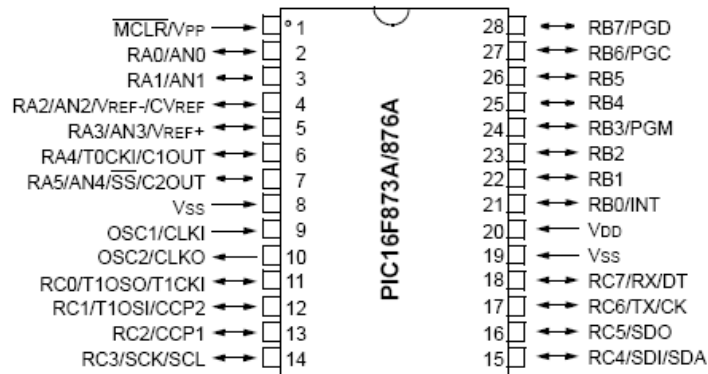 MCLR/VPP 1
RA0/AN0 2
RA1/AN1 3
RA2/AN2/VREF-/CVREF 4
RA3/AN3/VREF+ 5
RA4/T0CKI/C1OUT 6
RA5/AN4/SS/C2OUT 7
VSS 8
OSC1/CLKI 9
OSC2/CLKO 10
RC0/T1OSO/T1CKI 11
RC1/T1OSI/CCP2 12
RC2/CCP1 13
RC3/SCK/SCL 14
PIC16F873A/876A
28 RB7/PGD
27 RB6/PGC
26 RB5
25 RB4
24 RB3/PGM
23 RB2
22 RB1
21 RB0/INT
20 VDD
19 VSS
18 RC7/RX/DT
17 RC6/TX/CK
16 RC5/SDO
15 RC4/SDI/SDA